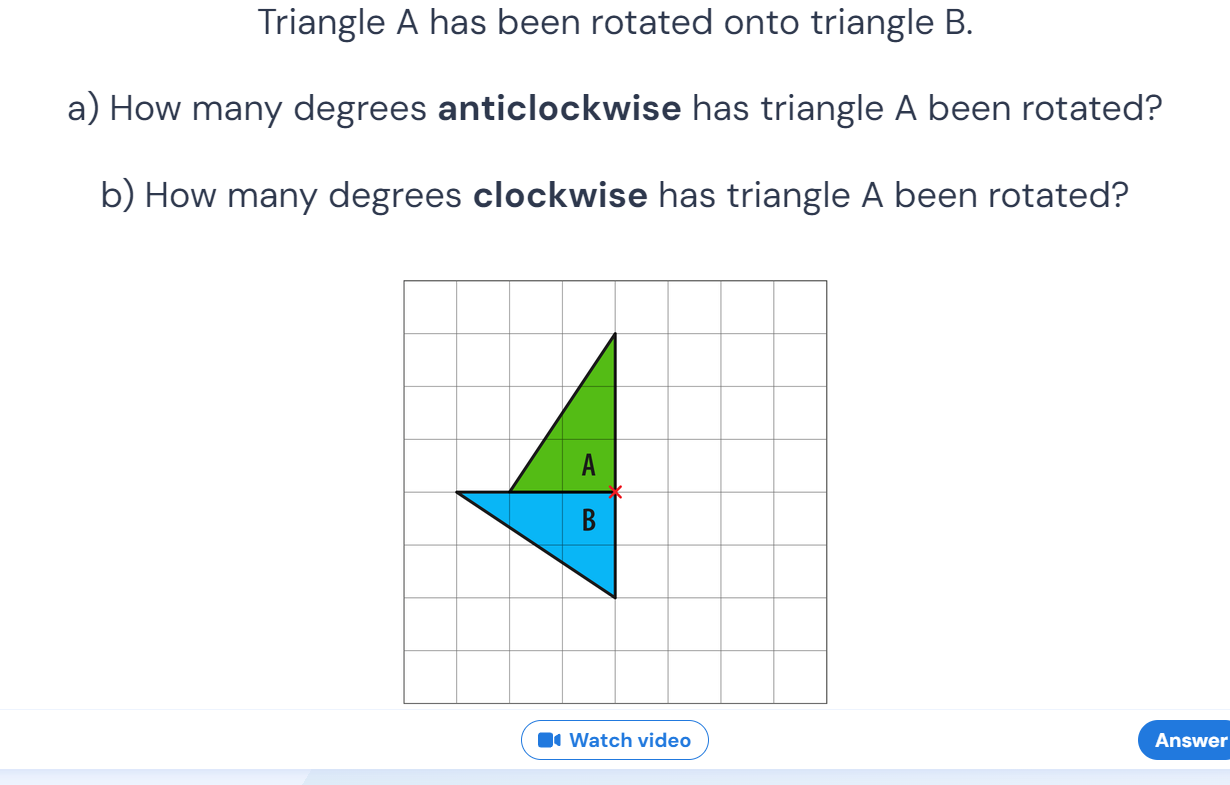 Triangle A has been rotated onto triangle B.
a) How many degrees anticlockwise has triangle A been rotated?
b) How many degrees clockwise has triangle A been rotated?
A
B
Watch video
Answer